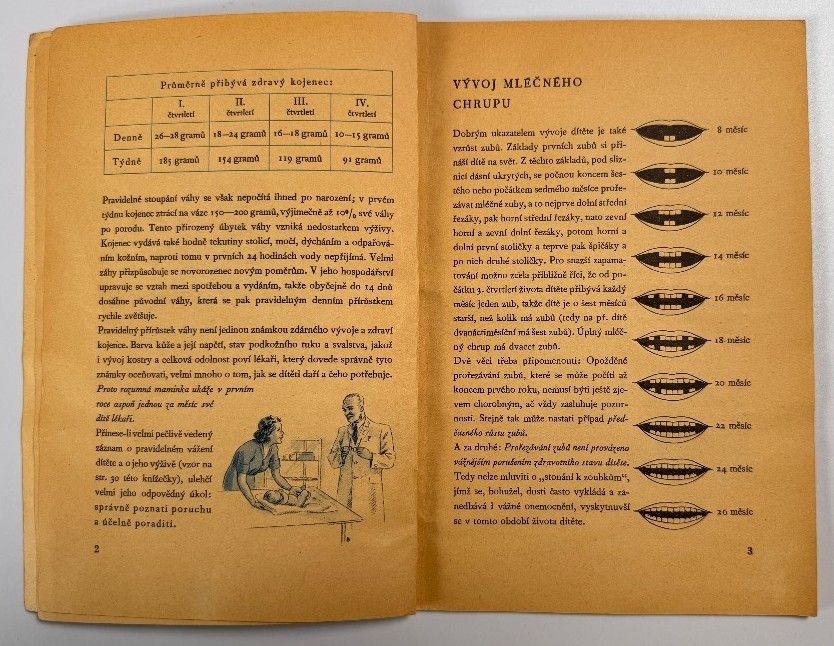 Průměrně přibývá zdravý kojenec:
I. čtvrtletí II. čtvrtletí III. čtvrtletí IV. čtvrtletí
Denně 26—28 gramů 18—24 gramů 16—18 gramů 10—15 gramů
Týdně 185 gramů 154 gramů 119 gramů 91 gramů
Pravidelné stoupání váhy se však nepočítá ihned po narození; v prvém
týdnu kojenec ztrácí na váze 150—200 gramů, výjimečně až 10% své váhy
po porodu. Tento přirozený úbytek váhy vzniká nedostatkem výživy.
Kojenec vydává také hodně tekutiny stolicí, močí, dýcháním a odpařová-
ním kožním, naproti tomu v prvních 24 hodinách vody nepřijímá. Velmi
záhy přizpůsobuje se novorozenec novým poměrům. V jeho hospodářství
upravuje se vztah mezi spotřebou a vydáním, takže obyčejně do 14 dnů
dosáhne původní váhy, která se pak pravidelným denním přírůstkem
rychle zvětšuje.
Pravidelný přírůstek váhy není jedinou známkou zdárného vývoje a zdraví
kojence. Barva kůže a její napětí, stav podkožního tuku a svalstva, jakož
i vývoj kostry a celková odolnost poví lékaři, který dovede správně tyto
známky oceňovati, velmi mnoho o tom, jak se dítěti daří a čeho potřebuje.
Proto rozumná maminka ukáže v prvním
roce aspoň jednou za měsíc své
dítě lékaři.
Přinese-li velmi pečlivě vedený
záznam o pravidelném vážení
dítěte a o jeho výživě (vzor na
str. 30 této knížečky), ulehčí
velmi jeho odpovědný úkol:
správně poznati poruchu
a účelně poraditi.
2
VÝVOJ MLÉČNÉHO
CHRUPU
Dobrým ukazatelem vývoje dítěte je také
vzrůst zubů. Základy prvních zubů si při-
náší dítě na svět. Z těchto základů, pod sliz-
nicí dásní ukrytých, se počnou koncem šes-
tého nebo počátkem sedmého měsíce proře-
závat mléčné zuby, a to nejprve dolní střední
řezáky, pak horní střední řezáky, nato zevní
horní a zevní dolní řezáky, potom horní a
dolní první stoličky a teprve pak špičáky a
po nich druhé stoličky. Pro snazší zapama-
tování možno zcela přibližně říci, že od po-
čátku 3. čtvrtletí života dítěte přibývá každý
měsíc jeden zub, takže dítě je o šest měsíců
starší, než kolik má zubů (tedy na př. dítě
dvanáctiměsíční má šest zubů). Úplný mléč-
ný chrup má dvacet zubů.
Dvě věci třeba připomenouti: Opožděné
prořezávání zubů, které se může počíti až
koncem prvého roku, nemusí býti ještě zje-
vem chorobným, ač vždy zasluhuje pozor-
nosti. Stejně tak může nastati případ před-
časného růstu zubů.
A za druhé: Prořezávání zubů není provázeno
vážnějším porušením zdravotního stavu dítěte.
Tedy nelze mluviti o „stonání k zoubkům“,
jímž se, bohužel, dosti často vykládá a za-
nedbává i vážné onemocnění, vyskytnuvší
se v tomto období života dítěte.
8 měsíc
10 měsíc
12 měsíc
14 měsíc
16 měsíc
18 měsíc
20 měsíc
22 měsíc
24 měsíc
26 měsíc
3